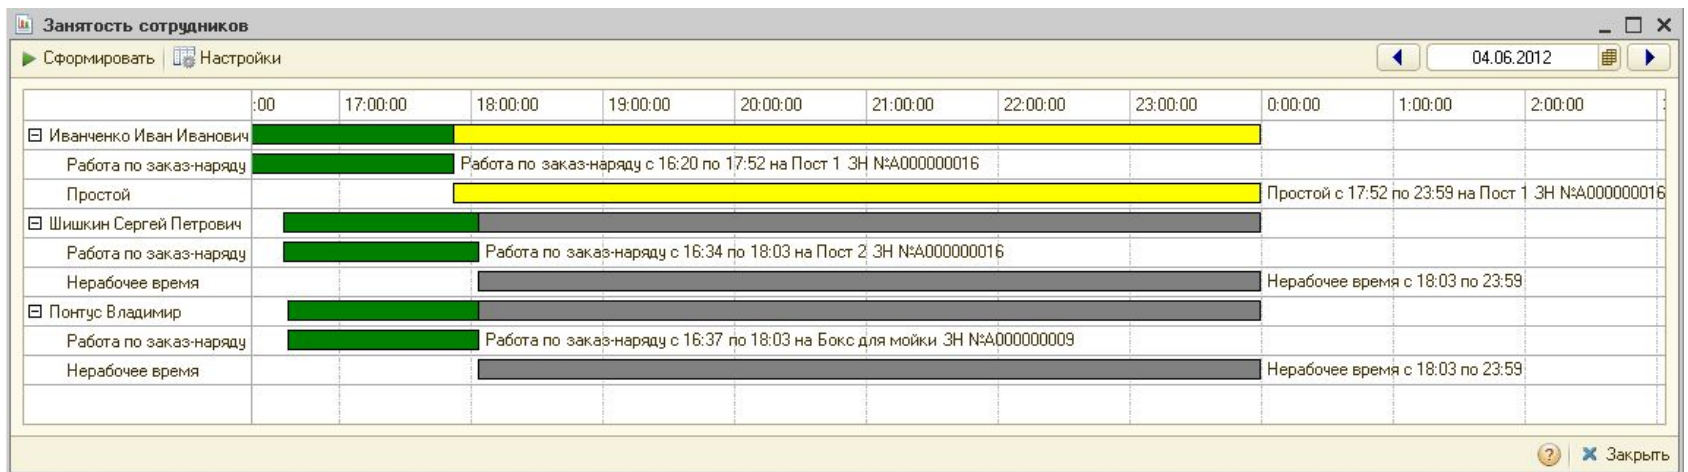 Занятость сотрудников
Сформировать Настройки 04.06.2012
:00 17:00:00 18:00:00 19:00:00 20:00:00 21:00:00 22:00:00 23:00:00 0:00:00 1:00:00 2:00:00
Иванченко Иван Иванович
Работа по заказ-наряду Работа по заказ-наряду с 16:20 по 17:52 на Пост 1 ЗН №А000000016
Простой Простой с 17:52 по 23:59 на Пост 1 ЗН №А000000016
Шишкин Сергей Петрович
Работа по заказ-наряду Работа по заказ-наряду с 16:34 по 18:03 на Пост 2 ЗН №А000000016
Нерабочее время Нерабочее время с 18:03 по 23:59
Понтус Владимир
Работа по заказ-наряду Работа по заказ-наряду с 16:37 по 18:03 на Бокс для мойки ЗН №А000000009
Нерабочее время Нерабочее время с 18:03 по 23:59
? Закрыть